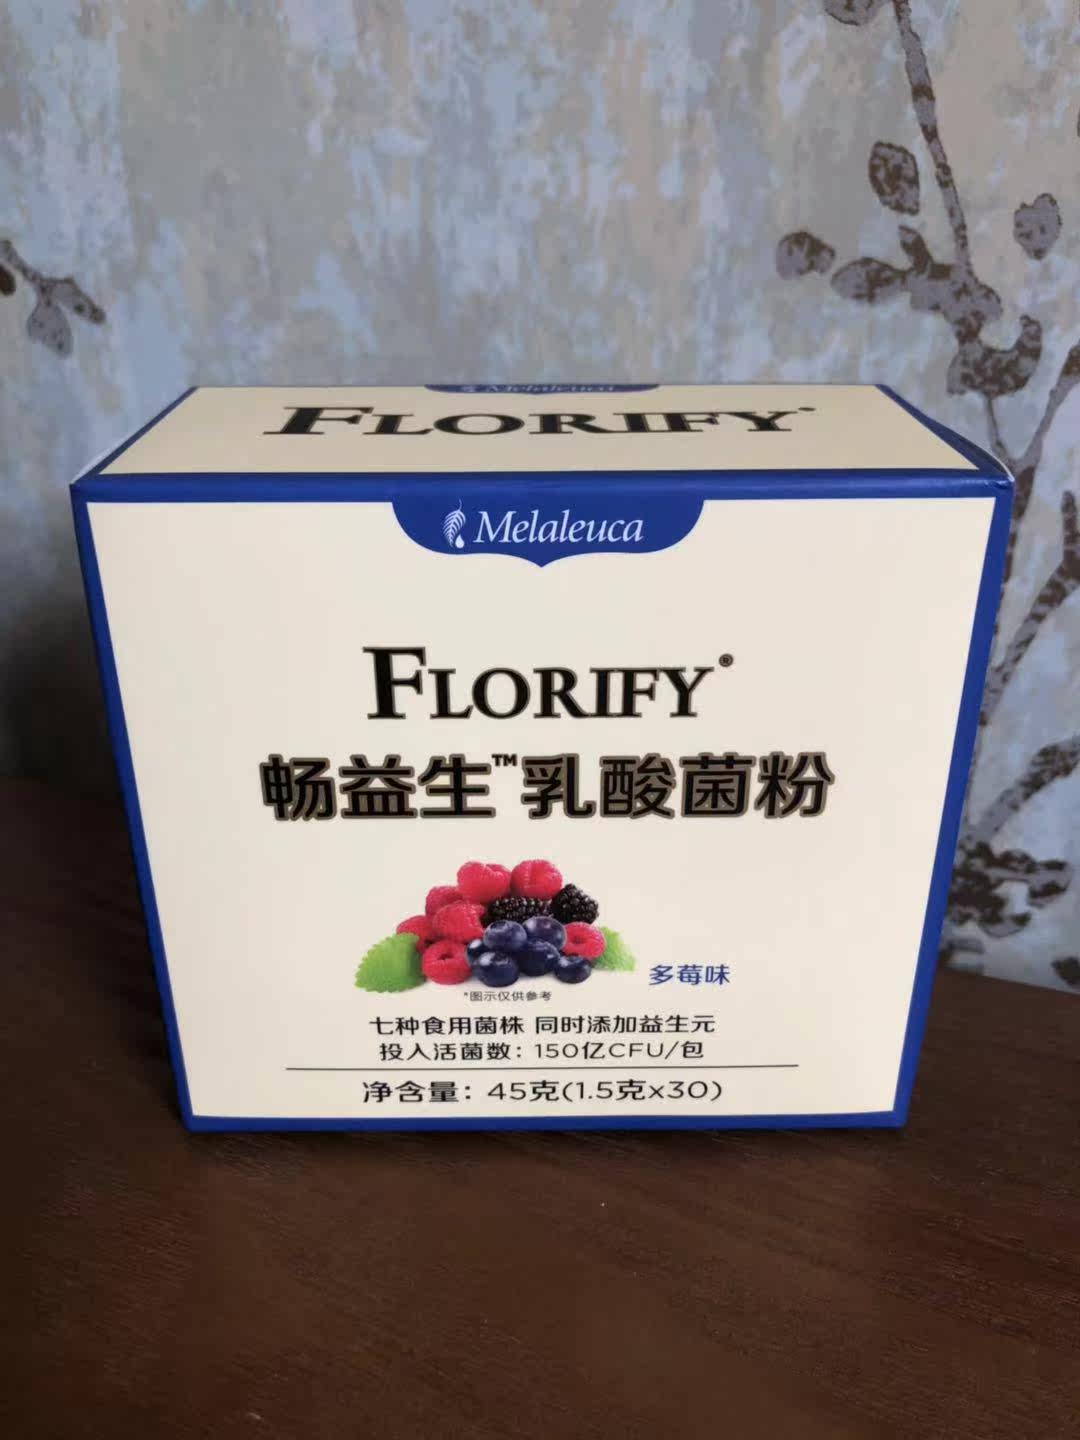 Melaleuca
FLORIFY®
Melaleuca
FLORIFY®
畅益生™乳酸菌粉
多莓味
*图示仅供参考
七种食用菌株 同时添加益生元
投入活菌数：150亿CFU/包
净含量：45克(1.5克x30)